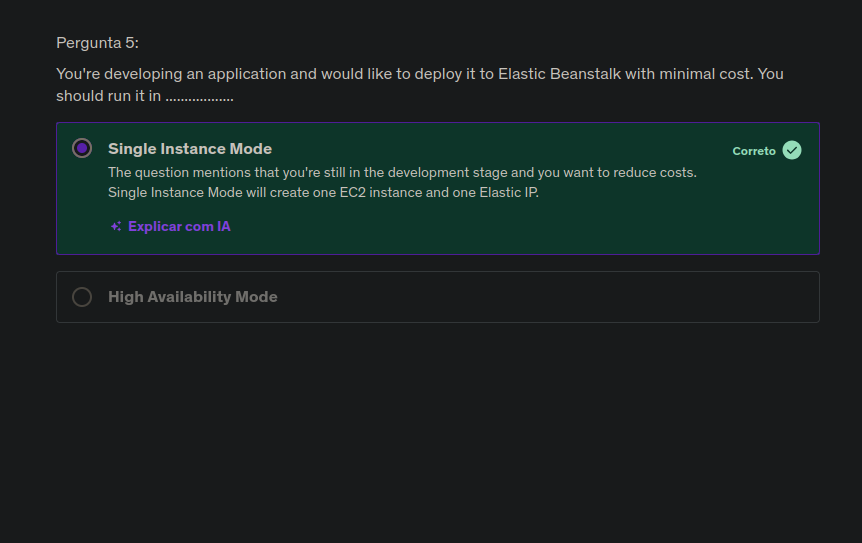 Pergunta 5:
You're developing an application and would like to deploy it to Elastic Beanstalk with minimal cost. You
should run it in ..................
Single Instance Mode
Correto
The question mentions that you're still in the development stage and you want to reduce costs.
Single Instance Mode will create one EC2 instance and one Elastic IP.
Explicar com IA
High Availability Mode